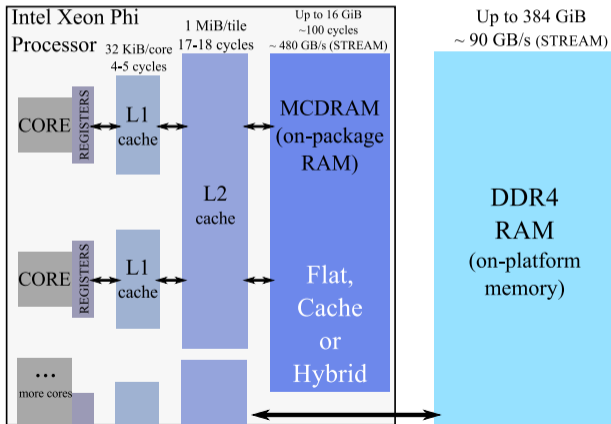 Intel Xeon Phi
Processor
32 KiB/core
4-5 cycles
1 MiB/tile
17-18 cycles
Up to 16 GiB
~100 cycles
~ 480 GB/s (STREAM)
Up to 384 GiB
~ 90 GB/s (STREAM)
CORE
REGISTERS
L1
cache
L2
cache
MCDRAM
(on-package
RAM)
DDR4
RAM
(on-platform
memory)
CORE
REGISTERS
L1
cache
Flat,
Cache
or
Hybrid
...
more cores